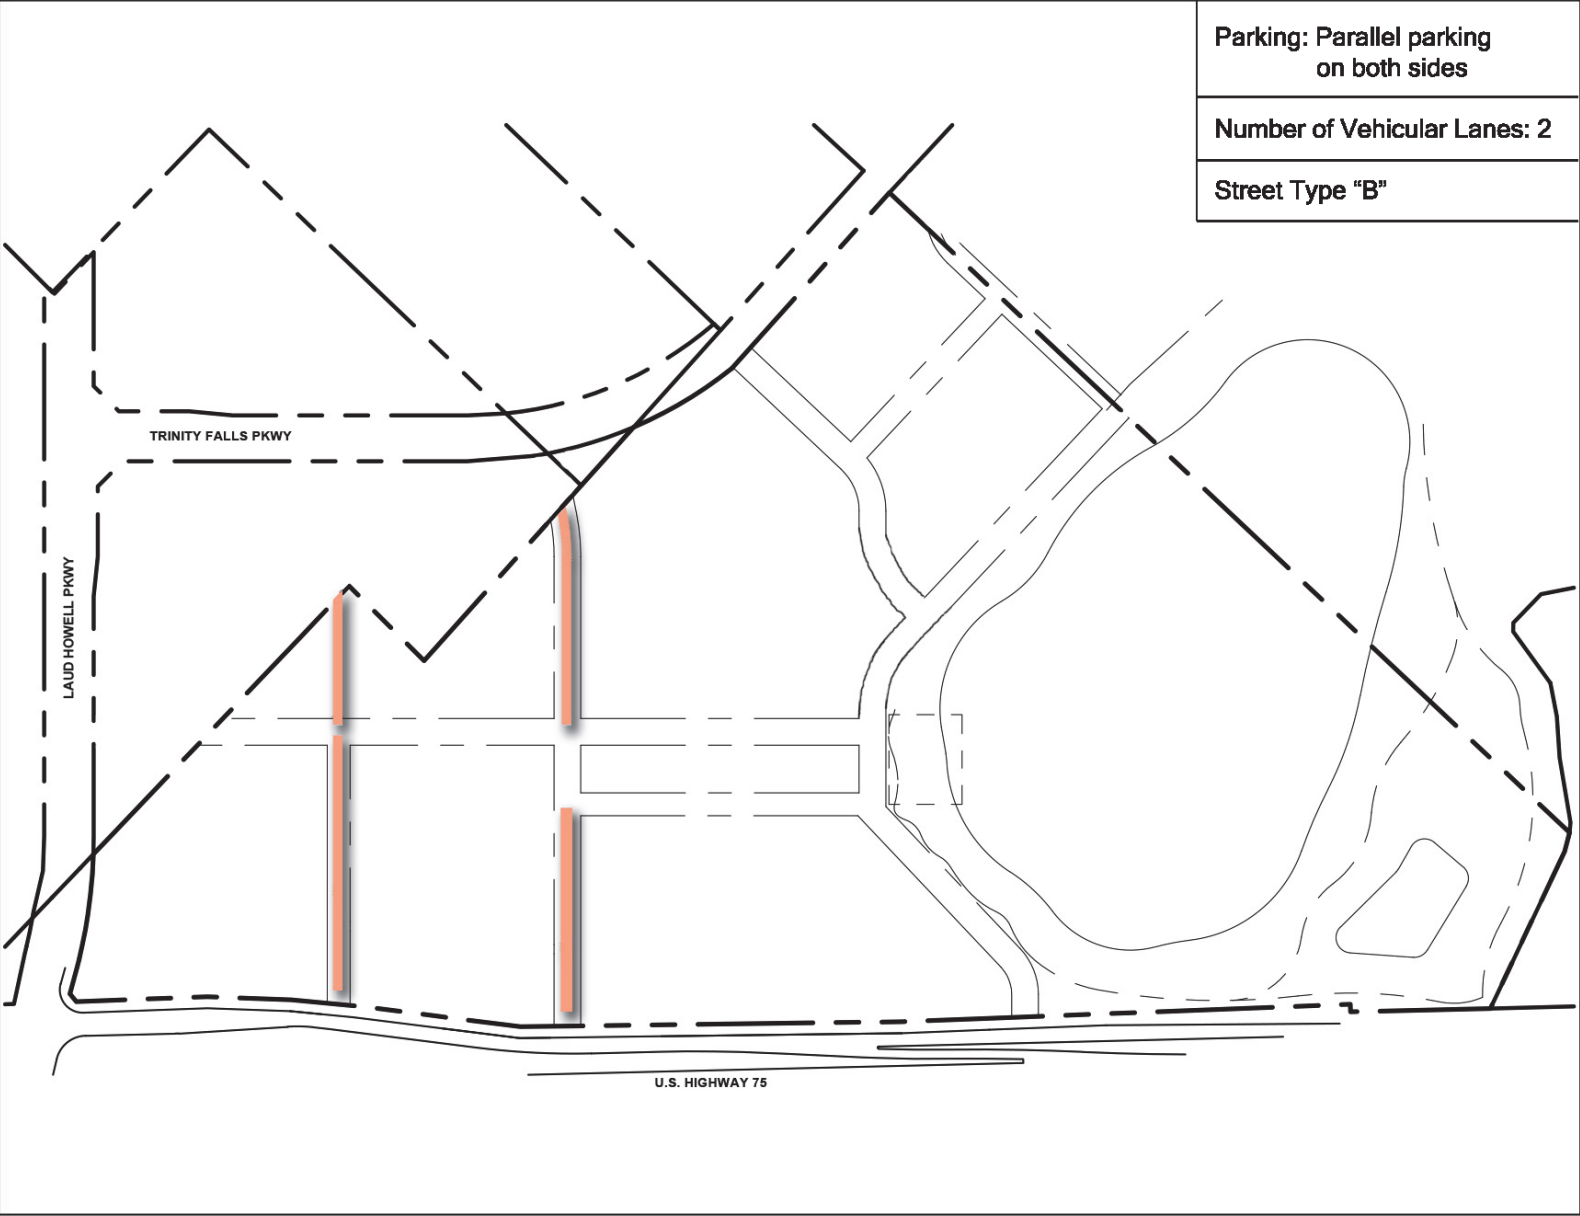 Parking: Parallel parking
on both sides
Number of Vehicular Lanes: 2
Street Type “B”
TRINITY FALLS PKWY
LAUD HOWELL PKWY
U.S. HIGHWAY 75